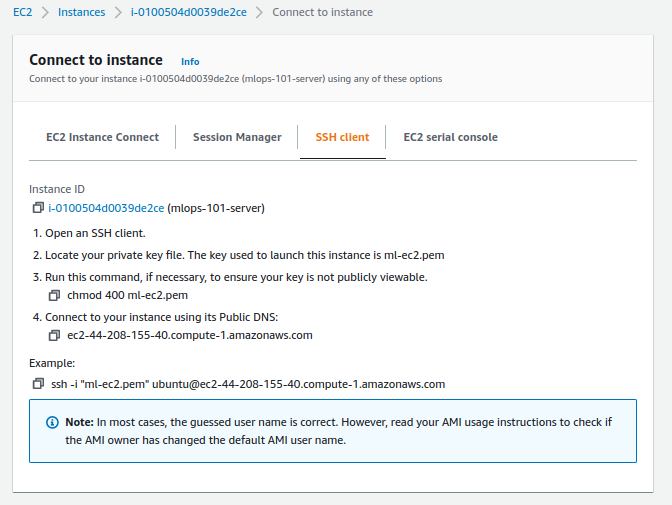 EC2 > Instances > i-0100504d0039de2ce > Connect to instance
Connect to instance Info
Connect to your instance i-0100504d0039de2ce (mlops-101-server) using any of these options
EC2 Instance Connect Session Manager SSH client EC2 serial console
Instance ID
i-0100504d0039de2ce (mlops-101-server)
1. Open an SSH client.
2. Locate your private key file. The key used to launch this instance is ml-ec2.pem
3. Run this command, if necessary, to ensure your key is not publicly viewable.
chmod 400 ml-ec2.pem
4. Connect to your instance using its Public DNS:
ec2-44-208-155-40.compute-1.amazonaws.com
Example:
ssh -i "ml-ec2.pem" ubuntu@ec2-44-208-155-40.compute-1.amazonaws.com
Note: In most cases, the guessed user name is correct. However, read your AMI usage instructions to check if
the AMI owner has changed the default AMI user name.